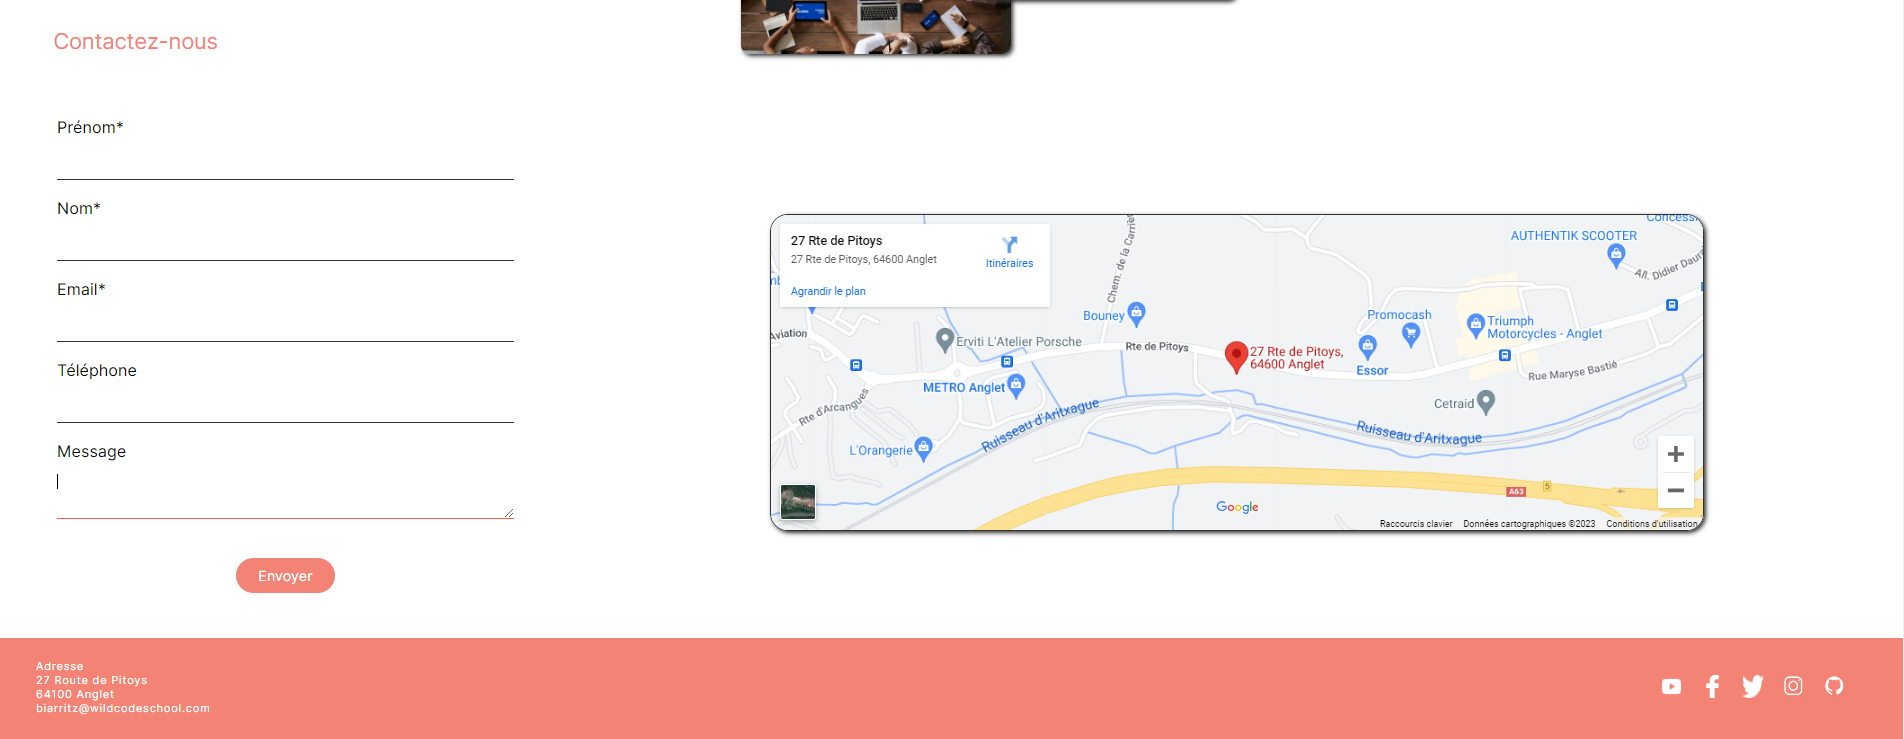 Contactez-nous
Prénom*
Nom*
Email*
Téléphone
Message
Envoyer
27 Rte de Pitoys
27 Rte de Pitoys, 64600 Anglet
Itinéraires
Agrandir le plan
Concess
AUTHENTIK SCOOTER
All. Didier Daur
Chem. de la Carriè
Bouney
Promocash
Triumph
Motorcycles - Anglet
Aviation
Erviti L'Atelier Porsche
Rte de Pitoys
27 Rte de Pitoys,
64600 Anglet
Essor
Rue Maryse Bastié
METRO Anglet
Rte d'Arcangues
Ruisseau d'Aritxague
Cetraid
Ruisseau d'Aritxague
L'Orangerie
A63
5
Google
Raccourcis clavier Données cartographiques ©2023 Conditions d'utilisation
Adresse
27 Route de Pitoys
64100 Anglet
biarritz@wildcodeschool.com